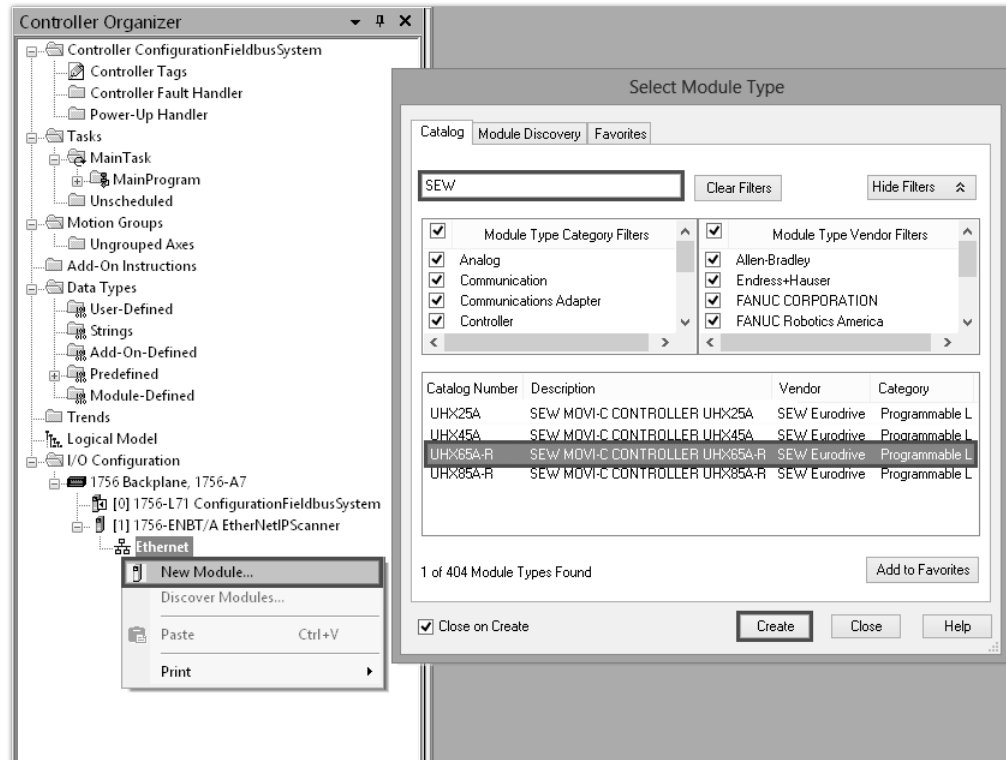 Controller Organizer
Controller ConfigurationFieldbusSystem
Controller Tags
Controller Fault Handler
Power-Up Handler
Tasks
MainTask
MainProgram
Unscheduled
Motion Groups
Ungrouped Axes
Add-On Instructions
Data Types
User-Defined
Strings
Add-On-Defined
Predefined
Module-Defined
Trends
Logical Model
I/O Configuration
1756 Backplane, 1756-A7
[0] 1756-L71 ConfigurationFieldbusSystem
[1] 1756-ENBT/A EtherNetIPScanner
Ethernet
New Module...
Discover Modules...
Paste Ctrl+V
Print
Select Module Type
Catalog Module Discovery Favorites
SEW Clear Filters Hide Filters
Module Type Category Filters
Analog
Communication
Communications Adapter
Controller
Module Type Vendor Filters
Allen-Bradley
Endress+Hauser
FANUC CORPORATION
FANUC Robotics America
Catalog Number Description Vendor Category
UHX25A SEW MOVI-C CONTROLLER UHX25A SEW Eurodrive Programmable L
UHX45A SEW MOVI-C CONTROLLER UHX45A SEW Eurodrive Programmable L
UHX65A-R SEW MOVI-C CONTROLLER UHX65A-R SEW Eurodrive Programmable L
UHX85A-R SEW MOVI-C CONTROLLER UHX85A-R SEW Eurodrive Programmable L
1 of 404 Module Types Found Add to Favorites
Close on Create Create Close Help